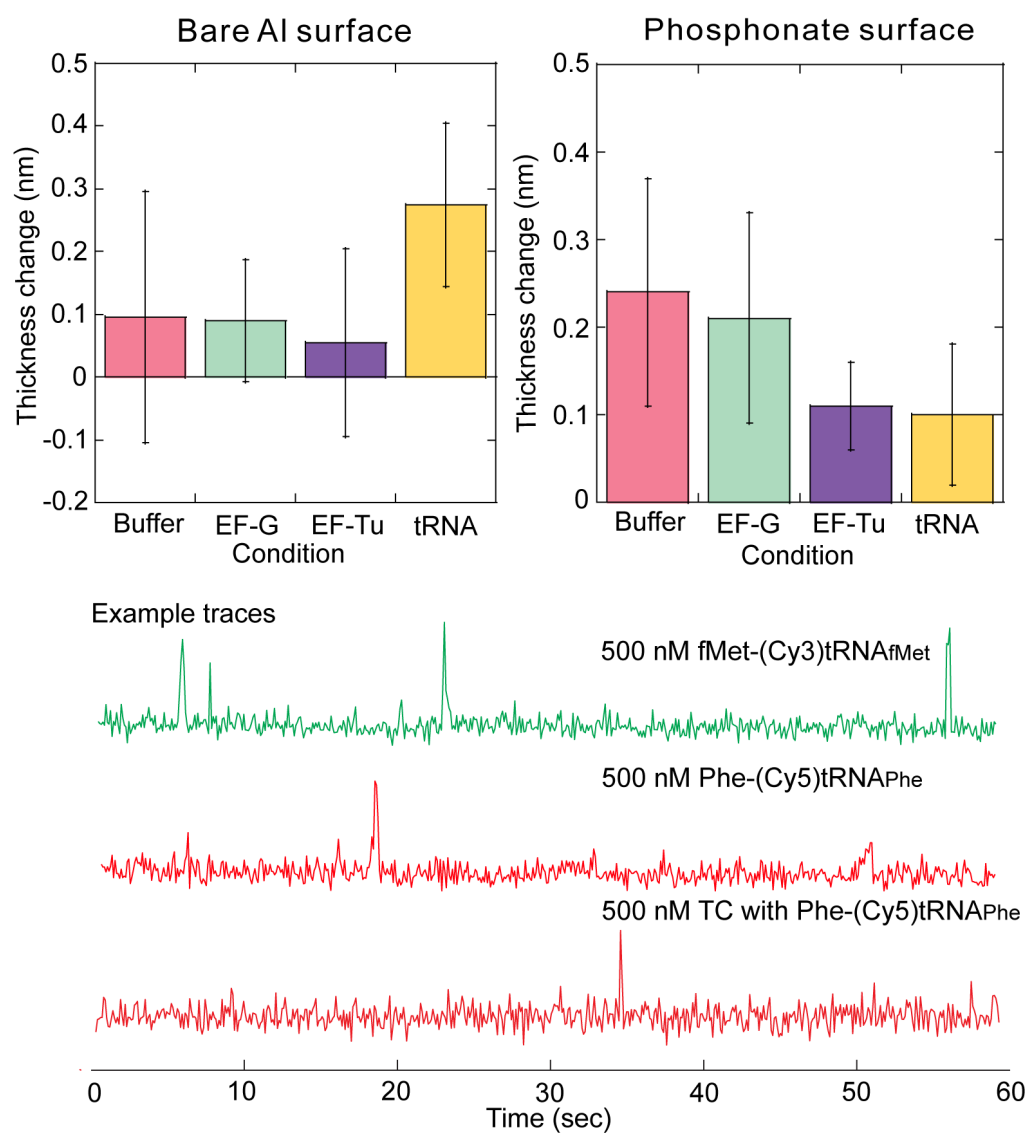 Bare Al surface
Phosphonate surface
Thickness change (nm)
0.5
0.4
0.3
0.2
0.1
0
-0.1
-0.2
Buffer EF-G EF-Tu tRNA
Condition
Thickness change (nm)
0.5
0.4
0.3
0.2
0.1
0
Buffer EF-G EF-Tu tRNA
Condition
Example traces
500 nM fMet-(Cy3)tRNAfMet
500 nM Phe-(Cy5)tRNAPhe
500 nM TC with Phe-(Cy5)tRNAPhe
0 10 20 30 40 50 60
Time (sec)